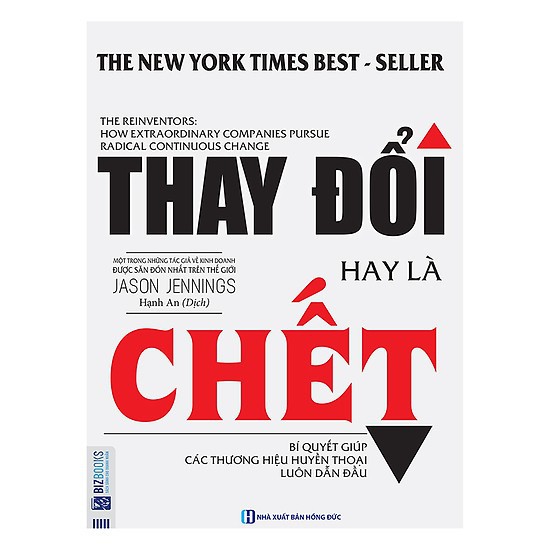 THE NEW YORK TIMES BEST - SELLER
THE REINVENTORS:
HOW EXTRAORDINARY COMPANIES PURSUE
RADICAL CONTINUOUS CHANGE
THAY ĐỔI
HAY LÀ
MỘT TRONG NHỮNG TÁC GIẢ VỀ KINH DOANH
ĐƯỢC SĂN ĐÓN NHẤT TRÊN THẾ GIỚI
JASON JENNINGS
Hạnh An (Dịch)
CHẾT
BÍ QUYẾT GIÚP
CÁC THƯƠNG HIỆU HUYỀN THOẠI
LUÔN DẪN ĐẦU
BIZBOOKS
NHÀ XUẤT BẢN HỒNG ĐỨC